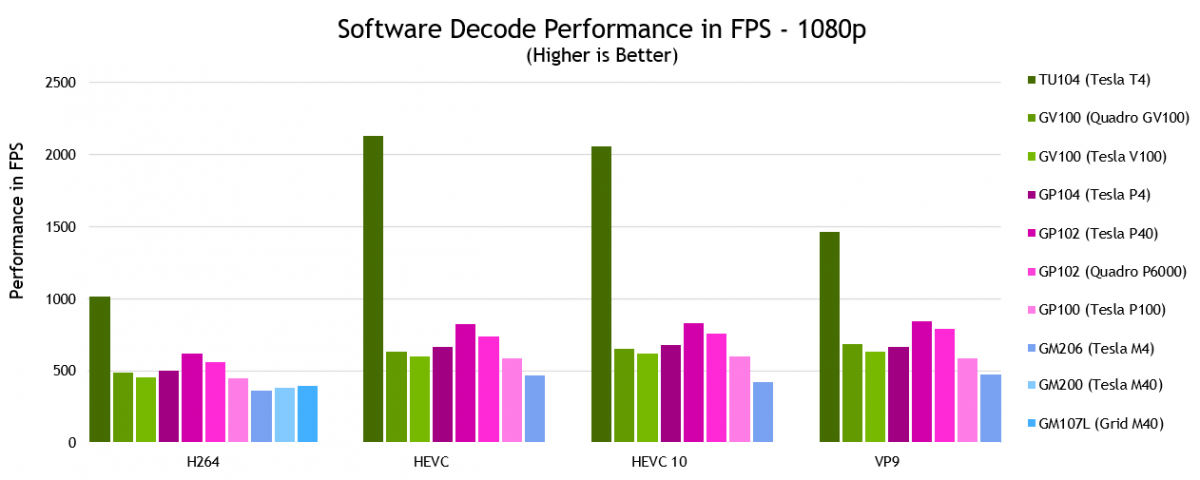 Software Decode Performance in FPS - 1080p
(Higher is Better)
Performance in FPS
2500
2000
1500
1000
500
0
H264
HEVC
HEVC 10
VP9
TU104 (Tesla T4)
GV100 (Quadro GV100)
GV100 (Tesla V100)
GP104 (Tesla P4)
GP102 (Tesla P40)
GP102 (Quadro P6000)
GP100 (Tesla P100)
GM206 (Tesla M4)
GM200 (Tesla M40)
GM107L (Grid M40)